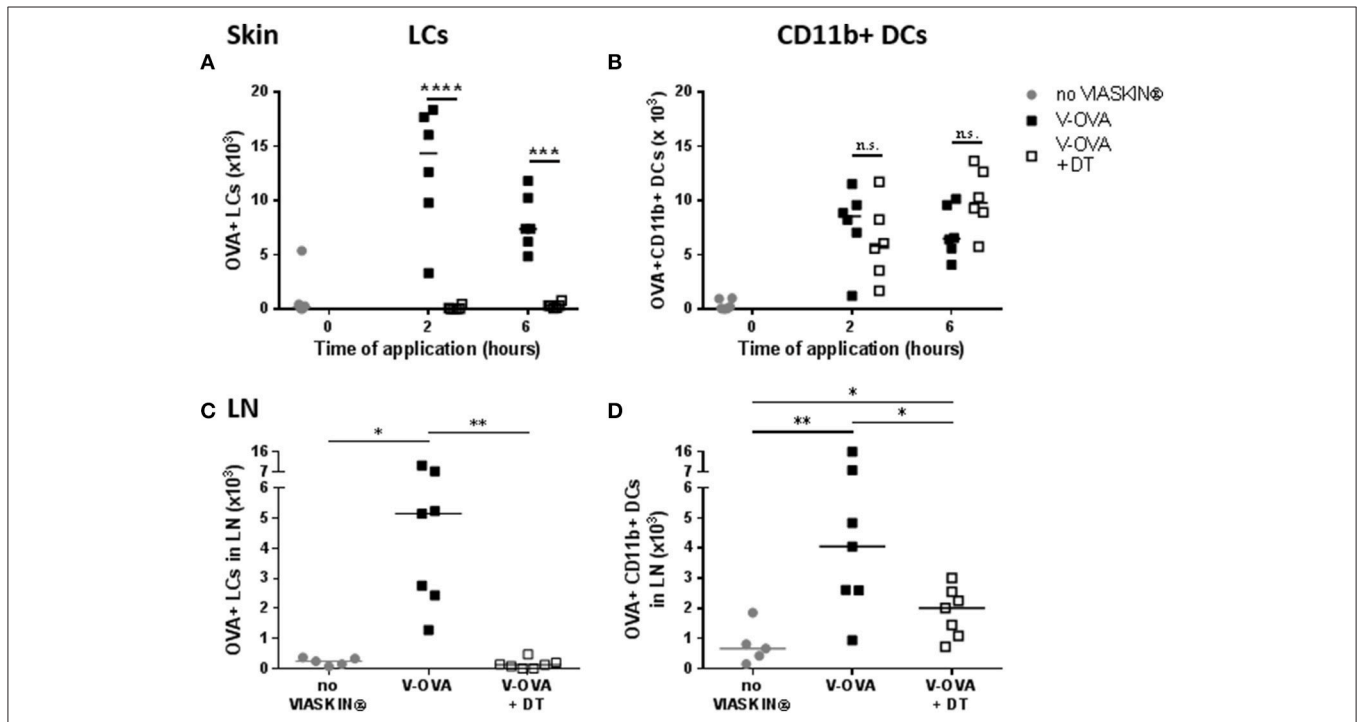 Skin LCs CD11b+ DCs
A
OVA+ LCs (x10³)
20
15
10
5
0
****
***
0 2 6
Time of application (hours)
B
OVA+CD11b+ DCs (x 10³)
20
15
10
5
0
n.s.
n.s.
0 2 6
Time of application (hours)
no VIASKIN®
V-OVA
V-OVA
+DT
C LN
OVA+ LCs in LN (x10³)
16
7
6
5
4
3
2
1
0
* **
no
VIASKIN®
V-OVA
V-OVA
+ DT
D
OVA+ CD11b+ DCs
in LN (x10³)
16
7
6
5
4
3
2
1
0
*
** *
no
VIASKIN®
V-OVA
V-OVA
+ DT